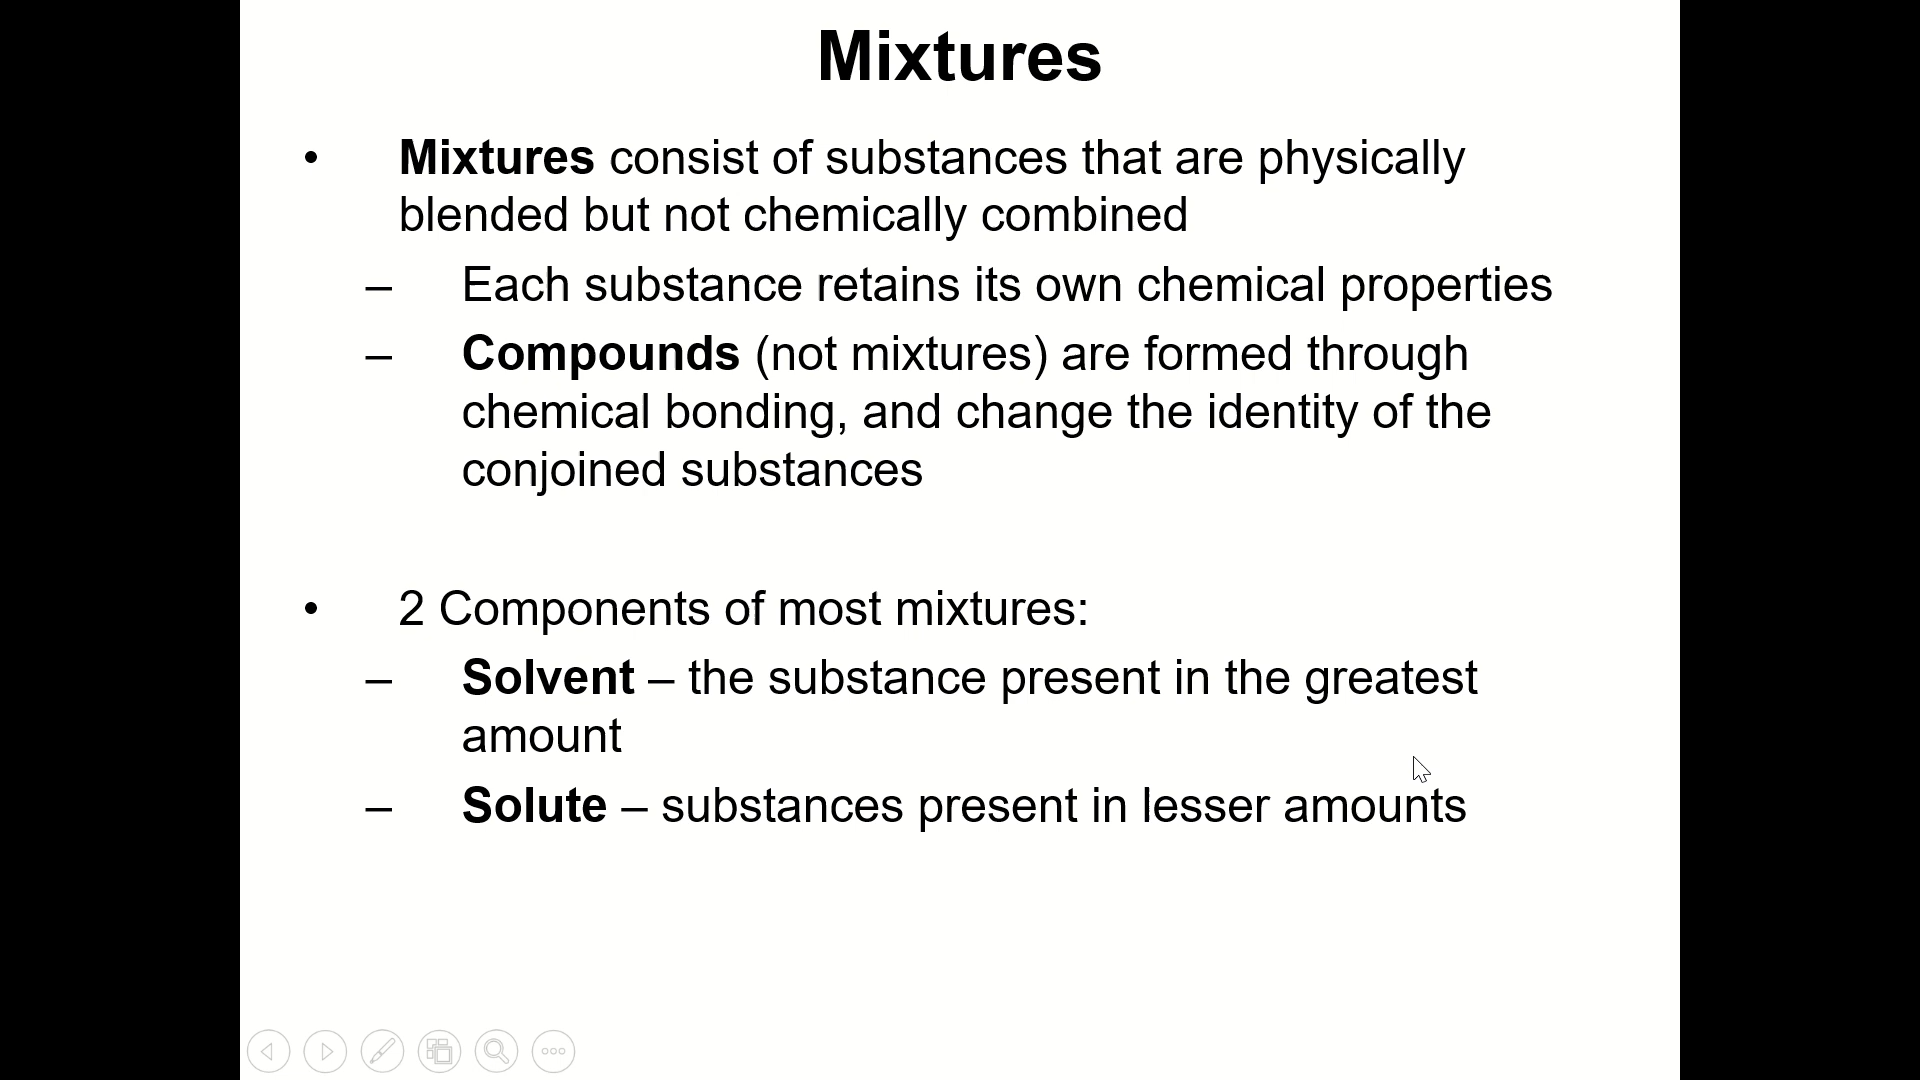 Mixtures
• Mixtures consist of substances that are physically
blended but not chemically combined
– Each substance retains its own chemical properties
– Compounds (not mixtures) are formed through
chemical bonding, and change the identity of the
conjoined substances
• 2 Components of most mixtures:
– Solvent – the substance present in the greatest
amount
– Solute – substances present in lesser amounts